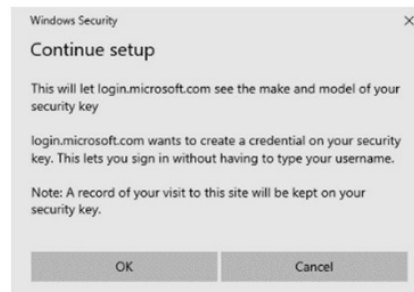 Windows Security
Continue setup
This will let login.microsoft.com see the make and model of your
security key
login.microsoft.com wants to create a credential on your security
key. This lets you sign in without having to type your username.
Note: A record of your visit to this site will be kept on your
security key.
OK
Cancel